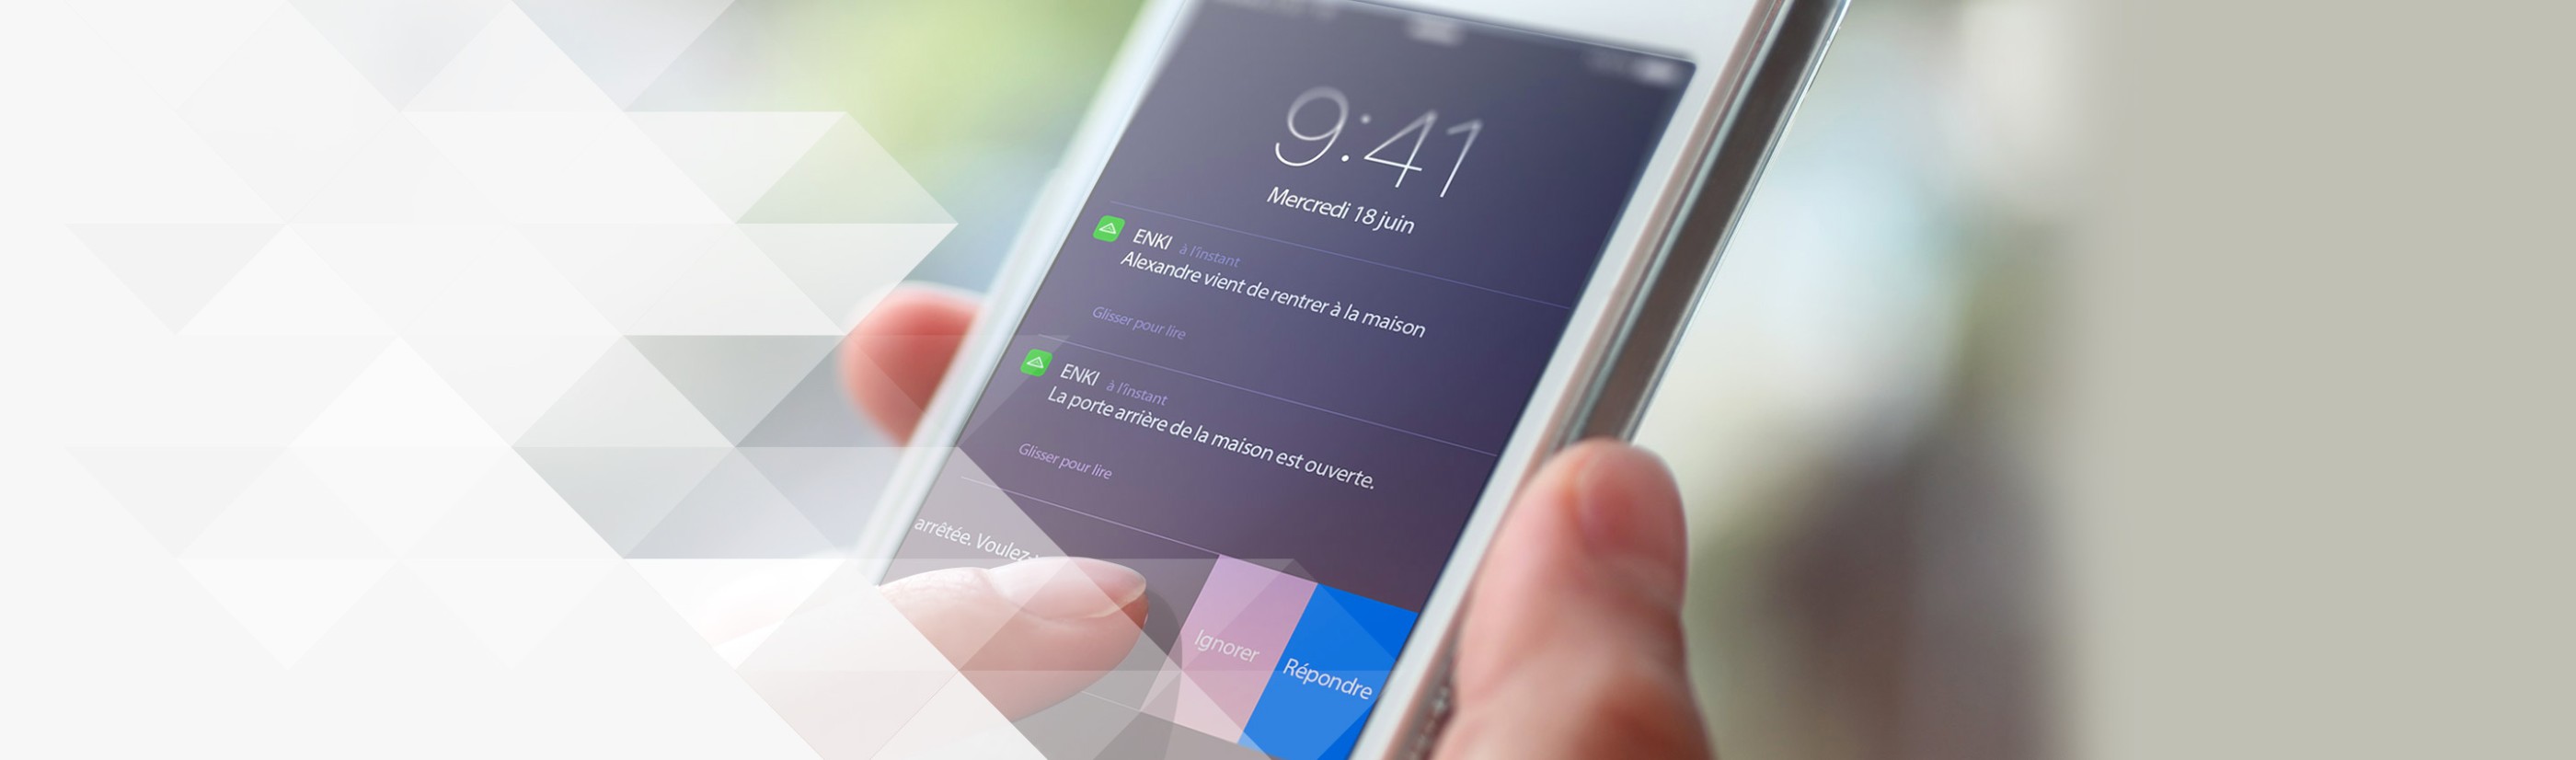 9:41
Mercredi 18 juin
ENKI à l'instant
Alexandre vient de rentrer à la maison
Glisser pour lire
ENKI à l'instant
La porte arrière de la maison est ouverte.
Glisser pour lire
arrêtée. Voulez-
Ignorer
Répondre